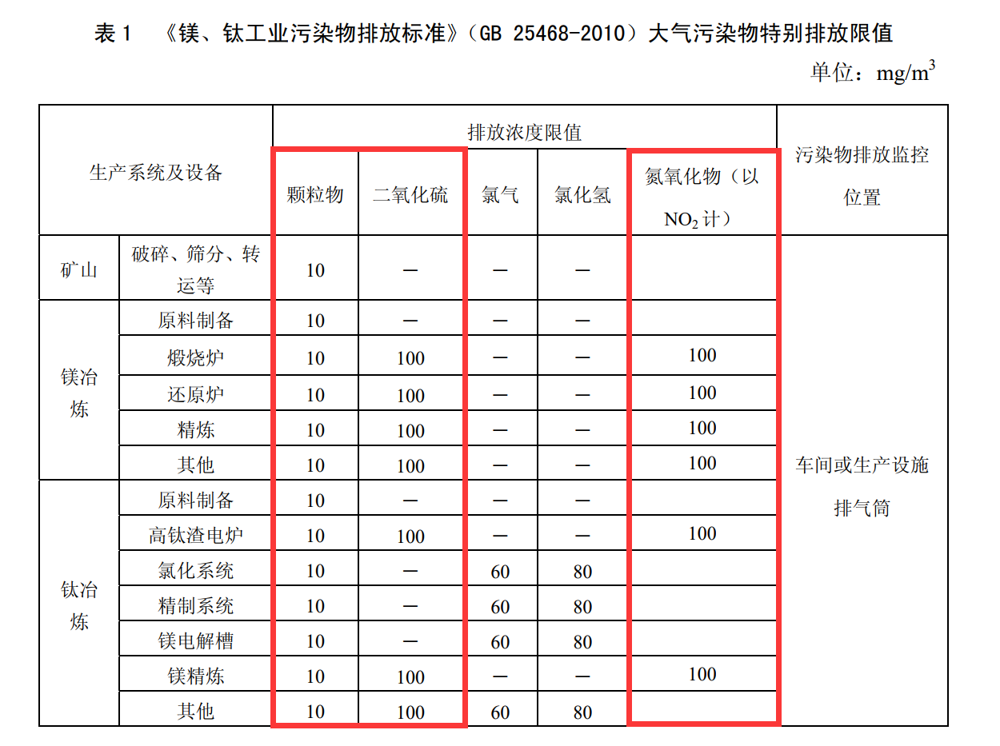 表 1 《镁、钛工业污染物排放标准》（GB 25468-2010）大气污染物特别排放限值
单位：mg/m³
生产系统及设备 排放浓度限值 污染物排放监控
位置
颗粒物 二氧化硫 氯气 氯化氢 氮氧化物（以
NO₂计）
矿山 破碎、筛分、转
运等 10 — — —
镁冶
炼 原料制备 10 — — —
煅烧炉 10 100 — — 100
还原炉 10 100 — — 100
精炼 10 100 — — 100
其他 10 100 — — 100
车间或生产设施
排气筒
钛冶
炼 原料制备 10 — — —
高钛渣电炉 10 100 — — 100
氯化系统 10 — 60 80
精制系统 10 — 60 80
镁电解槽 10 — 60 80
镁精炼 10 100 — — 100
其他 10 100 60 80